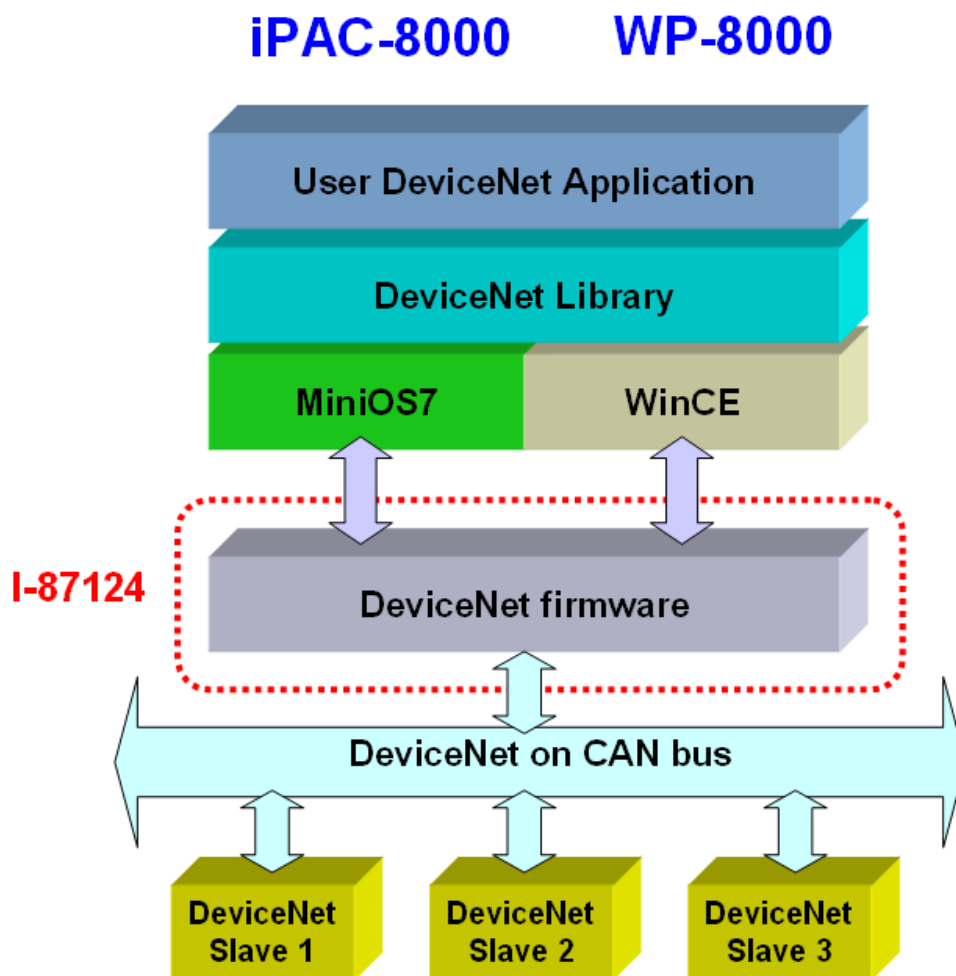 iPAC-8000 WP-8000
User DeviceNet Application
DeviceNet Library
MiniOS7 WinCE
I-87124
DeviceNet firmware
DeviceNet on CAN bus
DeviceNet Slave 1
DeviceNet Slave 2
DeviceNet Slave 3